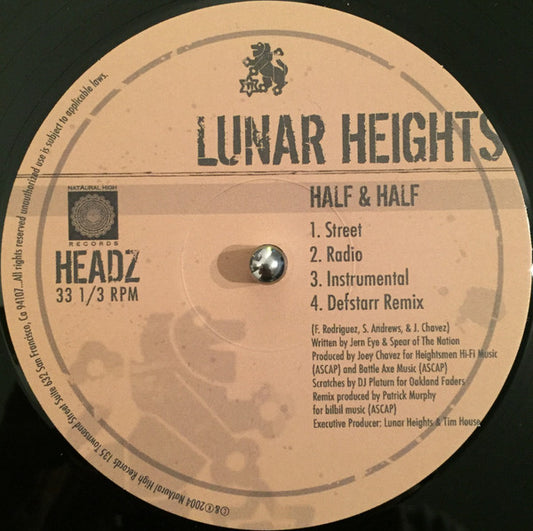 LUNAR HEIGHTS
HALF & HALF
1. Street
2. Radio
3. Instrumental
4. Defstarr Remix
NATAURAL HIGH
RECORDS
HEADZ
33 1/3 RPM
(F. Rodriguez, S. Andrews, & J. Chavez)
Written by Jern Eye & Spear of The Nation
Produced by Joey Chavez for Heightsmen Hi-Fi Music
(ASCAP) and Battle Axe Music (ASCAP)
Scratches by DJ Platurn for Oakland Faders
Remix produced by Patrick Murphy
for bilbil music (ASCAP)
Executive Producer: Lunar Heights & Tim House
©&℗2004 NatAural High Records 135 Townsend Street Suite 632 San Francisco, Ca 94107...All rights reserved unauthorized use is subject to applicable laws.